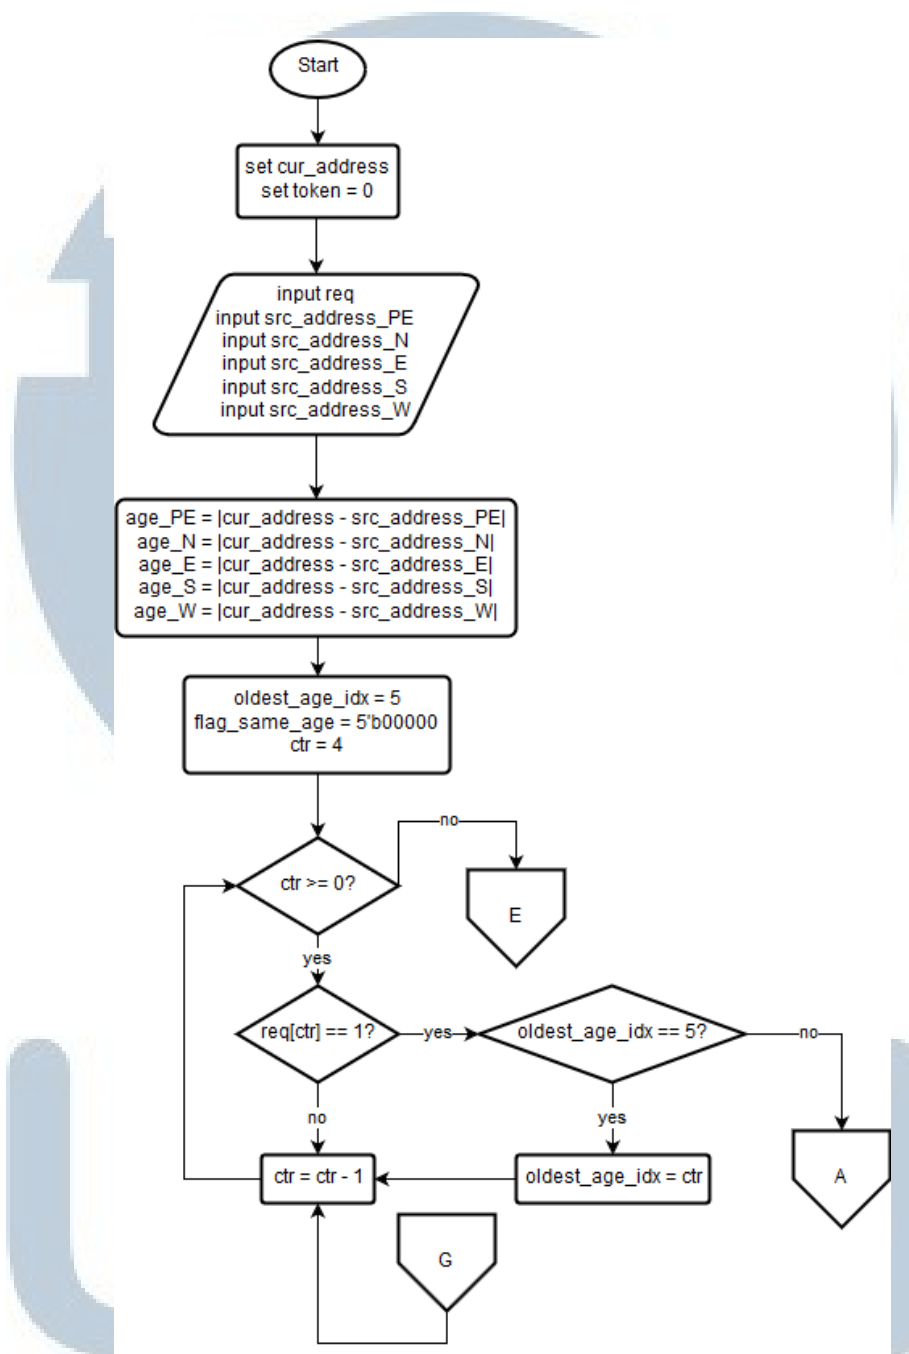 Start
set cur_address
set token = 0
input req
input src_address_PE
input src_address_N
input src_address_E
input src_address_S
input src_address_W
age_PE = |cur_address - src_address_PE|
age_N = |cur_address - src_address_N|
age_E = |cur_address - src_address_E|
age_S = |cur_address - src_address_S|
age_W = |cur_address - src_address_W|
oldest_age_idx = 5
flag_same_age = 5'b00000
ctr = 4
no
ctr >= 0?
E
yes
req[ctr] == 1?
yes
oldest_age_idx == 5?
no
no
yes
ctr = ctr - 1
oldest_age_idx = ctr
A
G